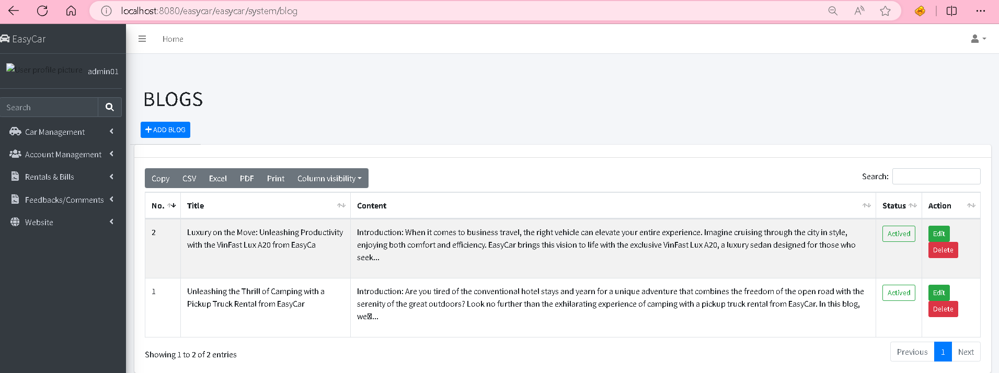 localhost:8080/easycar/easycar/system/blog
EasyCar
Home
User profile picture
admin01
Search
Car Management
Account Management
Rentals & Bills
Feedbacks/Comments
Website
BLOGS
ADD BLOG
Copy CSV Excel PDF Print Column visibility
Search:
No. Title Content Status Action
2
Luxury on the Move: Unleashing Productivity
with the VinFast Lux A20 from EasyCa
Introduction: When it comes to business travel, the right vehicle can elevate your entire experience. Imagine cruising through the city in style,
enjoying both comfort and efficiency. EasyCar brings this vision to life with the exclusive VinFast Lux A20, a luxury sedan designed for those who
seek...
Actived
Edit
Delete
1
Unleashing the Thrill of Camping with a
Pickup Truck Rental from EasyCar
Introduction: Are you tired of the conventional hotel stays and yearn for a unique adventure that combines the freedom of the open road with the
serenity of the great outdoors? Look no further than the exhilarating experience of camping with a pickup truck rental from EasyCar. In this blog,
we...
Actived
Edit
Delete
Showing 1 to 2 of 2 entries
Previous 1 Next